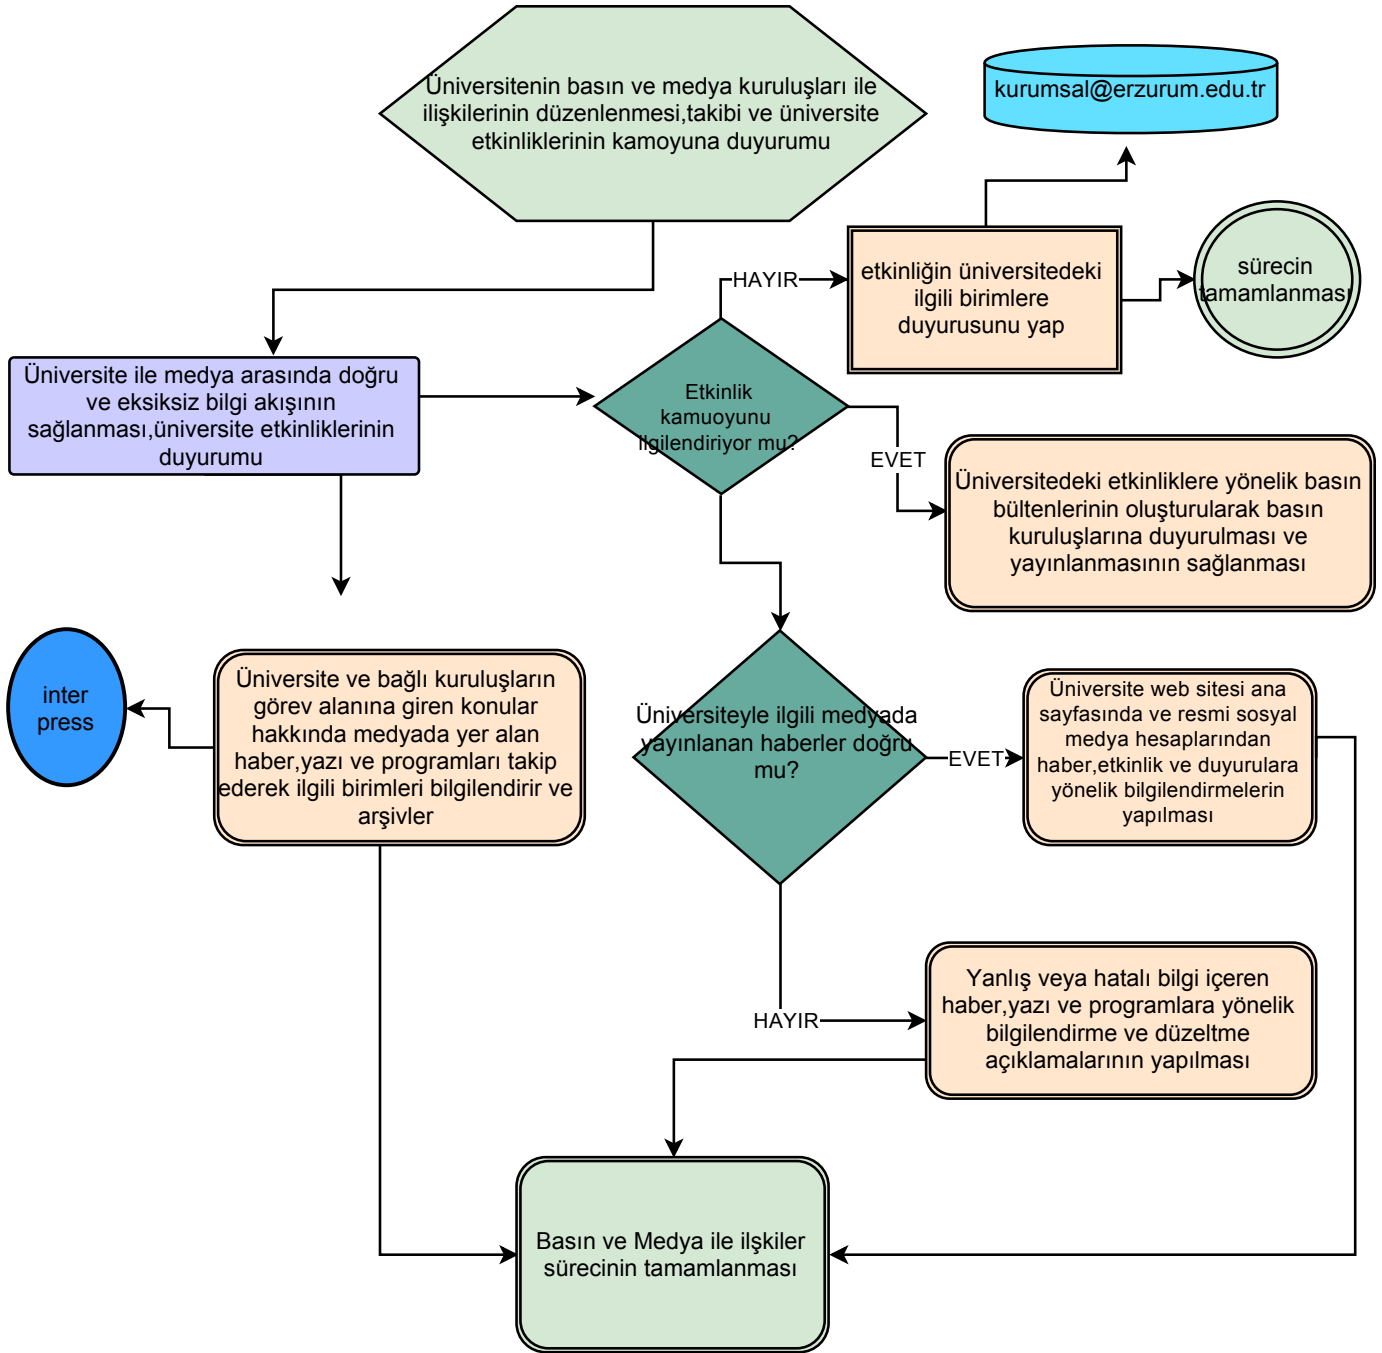 Üniversitenin basın ve medya kuruluşları ile
ilişkilerinin düzenlenmesi,takibi ve üniversite
etkinliklerinin kamoyuna duyurumu
kurumsal@erzurum.edu.tr
HAYIR
etkinliğin üniversitedeki
ilgili birimlere
duyurusunu yap
sürecin
tamamlanması
Üniversite ile medya arasında doğru
ve eksiksiz bilgi akışının
sağlanması,üniversite etkinliklerinin
duyurumu
Etkinlik
kamuoyunu
ilgilendiriyor mu?
EVET
Üniversitedeki etkinliklere yönelik basın
bültenlerinin oluşturularak basın
kuruluşlarına duyurulması ve
yayınlanmasının sağlanması
inter
press
Üniversite ve bağlı kuruluşların
görev alanına giren konular
hakkında medyada yer alan
haber,yazı ve programları takip
ederek ilgili birimleri bilgilendirir ve
arşivler
Üniversiteyle ilgili medyada
yayınlanan haberler doğru
mu?
EVET
Üniversite web sitesi ana
sayfasında ve resmi sosyal
medya hesaplarından
haber,etkinlik ve duyurulara
yönelik bilgilendirmelerin
yapılması
HAYIR
Yanlış veya hatalı bilgi içeren
haber,yazı ve programlara yönelik
bilgilendirme ve düzeltme
açıklamalarının yapılması
Basın ve Medya ile ilşkiler
sürecinin tamamlanması